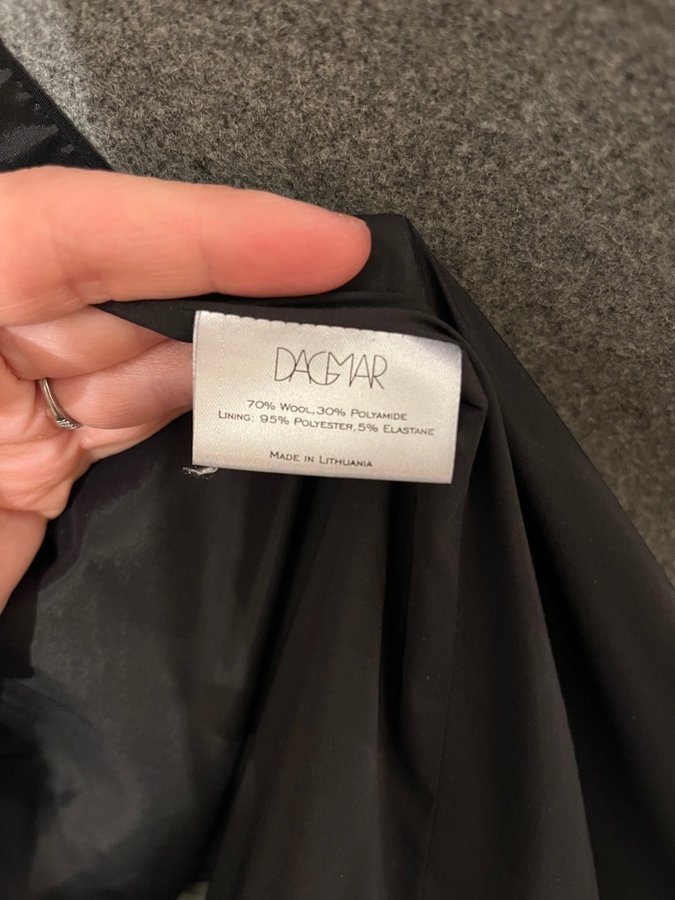 DAGMAR
70% WOOL, 30% POLYAMIDE
LINING: 95% POLYESTER, 5% ELASTANE
MADE IN LITHUANIA